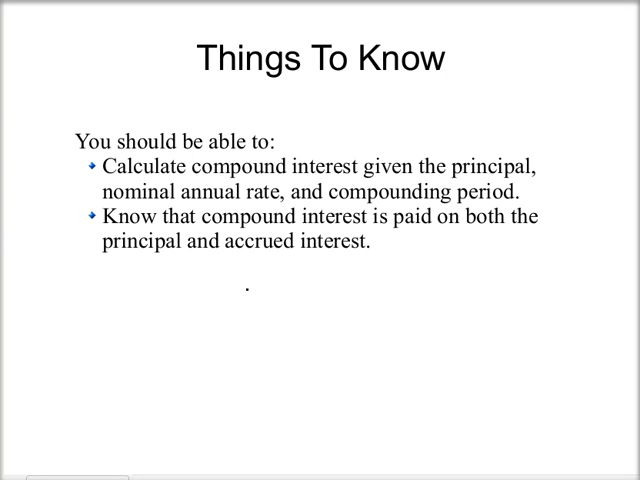 Things To Know
You should be able to:
Calculate compound interest given the principal,
nominal annual rate, and compounding period.
Know that compound interest is paid on both the
principal and accrued interest.